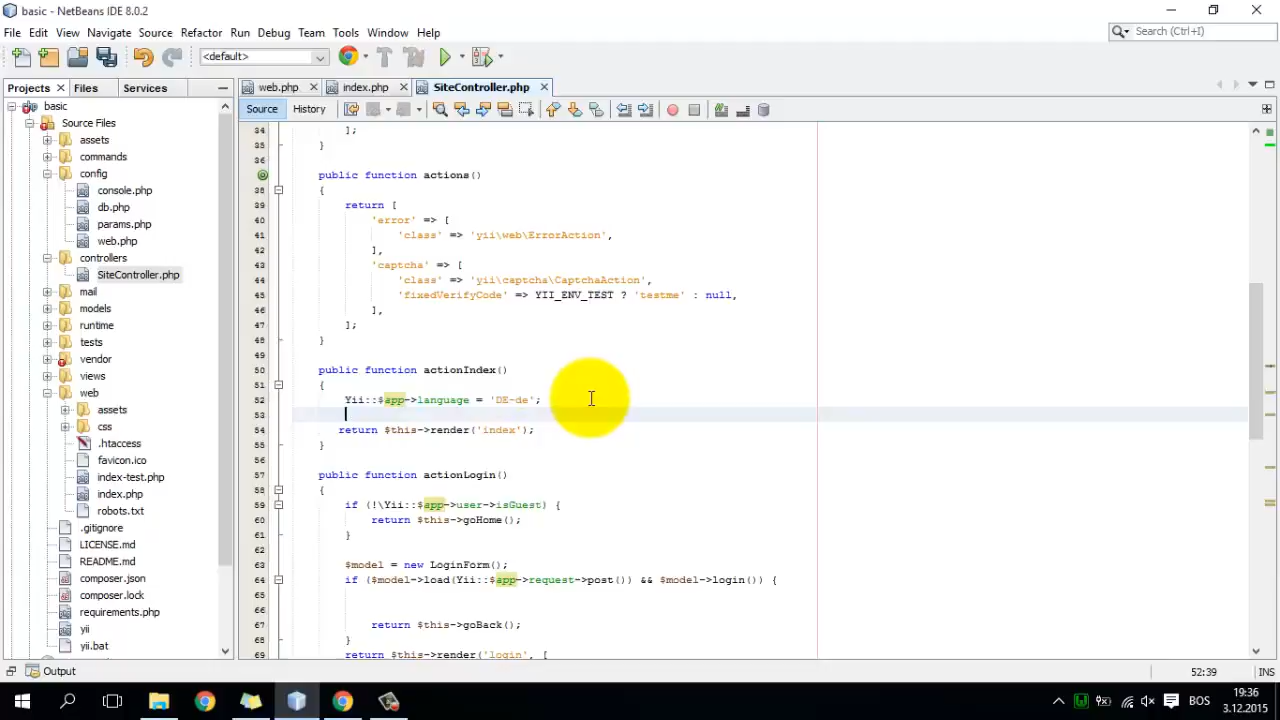 basic - NetBeans IDE 8.0.2
File Edit View Navigate Source Refactor Run Debug Team Tools Window Help
Search (Ctrl+I)
<default>
Projects Files Services
web.php index.php SiteController.php
Source History
basic
Source Files
assets
commands
config
console.php
db.php
params.php
web.php
controllers
SiteController.php
mail
models
runtime
tests
vendor
views
web
assets
css
.htaccess
favicon.ico
index-test.php
index.php
robots.txt
.gitignore
LICENSE.md
README.md
composer.json
composer.lock
requirements.php
yii
yii.bat
34 ];
35 }
36
public function actions()
38 {
39 return [
40 'error' => [
41 'class' => 'yii\web\ErrorAction',
42 ],
43 'captcha' => [
44 'class' => 'yii\captcha\CaptchaAction',
45 'fixedVerifyCode' => YII_ENV_TEST ? 'testme' : null,
46 ],
47 ];
48 }
49
50 public function actionIndex()
51 {
52 Yii::$app->language = 'DE-de';
53
54 return $this->render('index');
55 }
56
57 public function actionLogin()
58 {
59 if (!\Yii::$app->user->isGuest) {
60 return $this->goHome();
61 }
62
63 $model = new LoginForm();
64 if ($model->load(Yii::$app->request->post()) && $model->login()) {
65
66
67 return $this->goBack();
68 }
69 return $this->render('login', [
Output
52:39 INS
BOS
19:36
3.12.2015